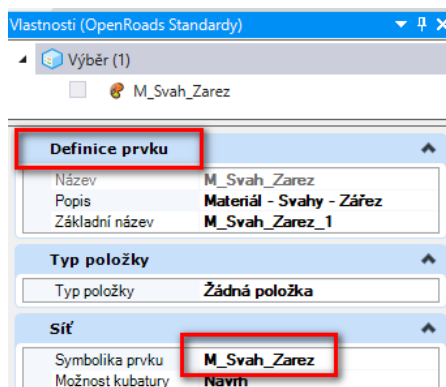 Vlastnosti (OpenRoads Standardy)
Výběr (1)
M_Svah_Zarez
Definice prvku
Název M_Svah_Zarez
Popis Materiál - Svahy - Zářez
Základní název M_Svah_Zarez_1
Typ položky
Typ položky Žádná položka
Síť
Symbolika prvku M_Svah_Zarez
Možnost kubatury Návrh